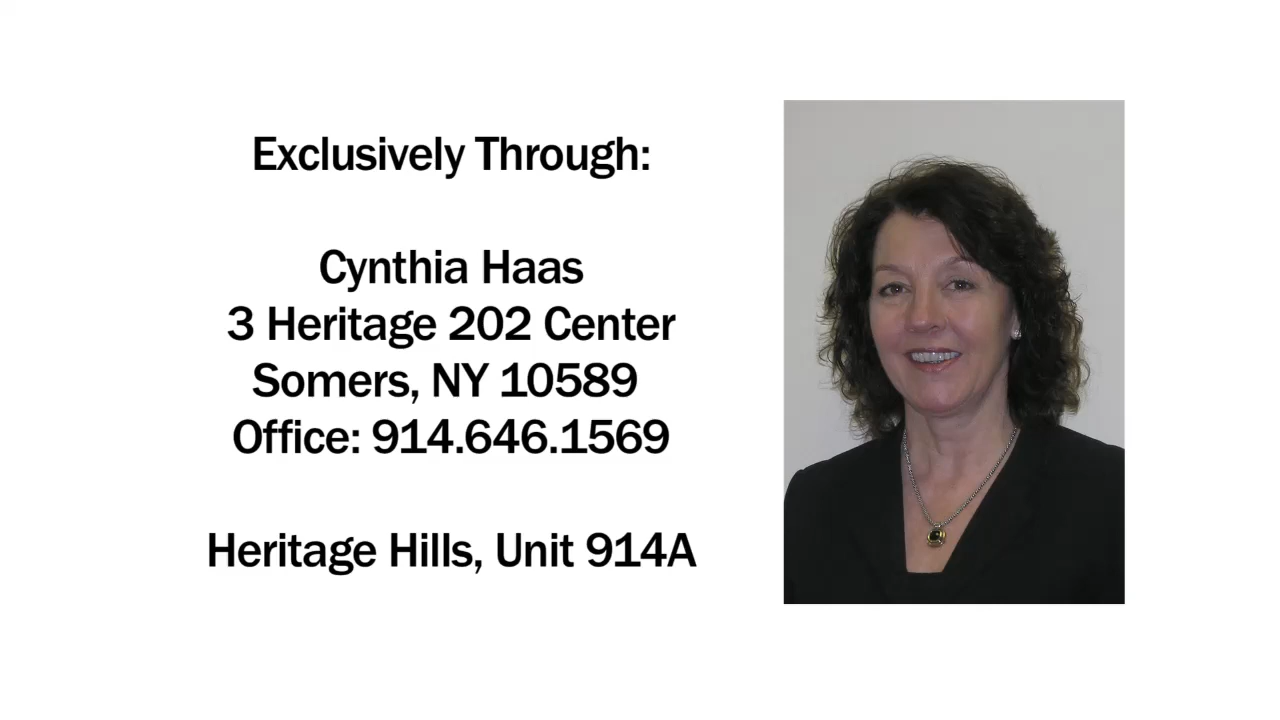 Exclusively Through:
Cynthia Haas
3 Heritage 202 Center
Somers, NY 10589
Office: 914.646.1569
Heritage Hills, Unit 914A